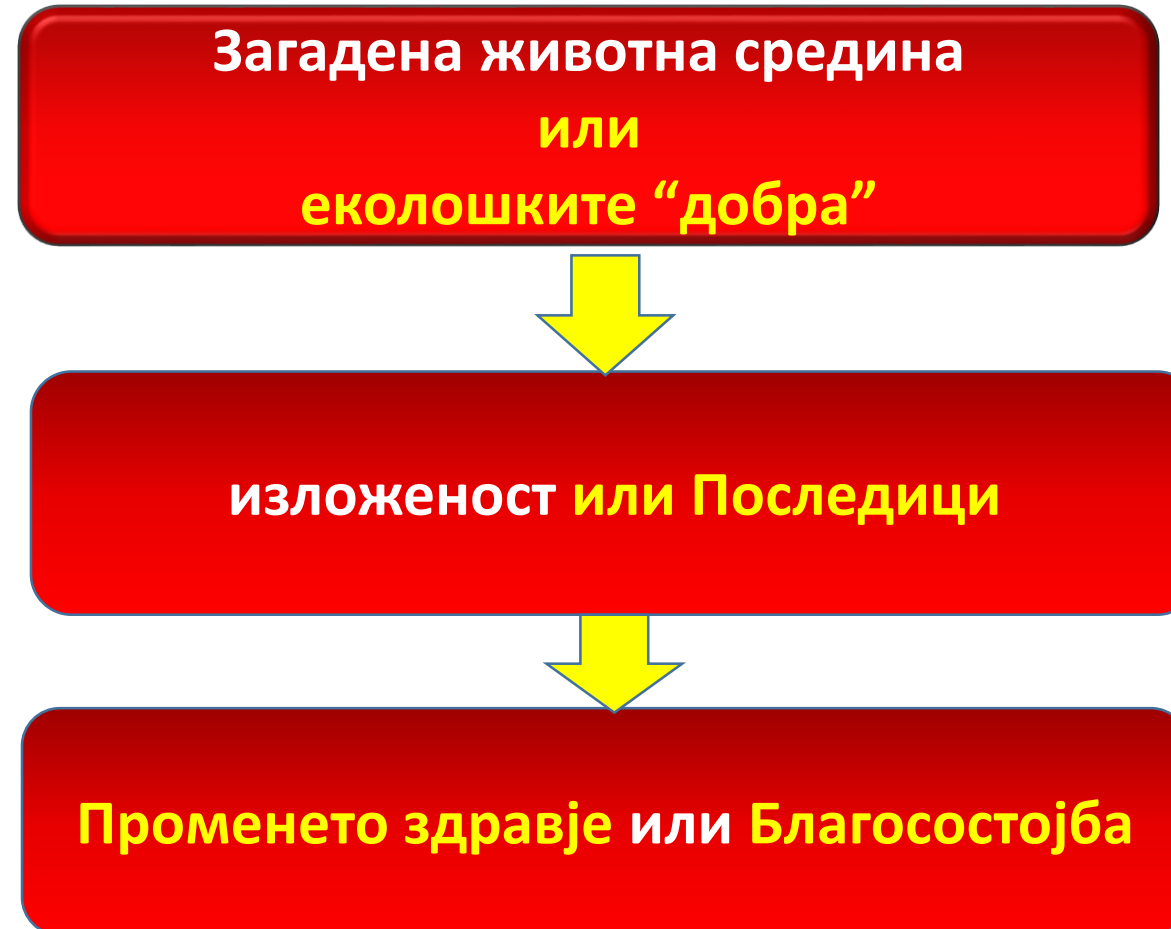 Загадена животна средина
или
еколошките “добра”
изложеност или Последици
Променето здравје или Благосостојба